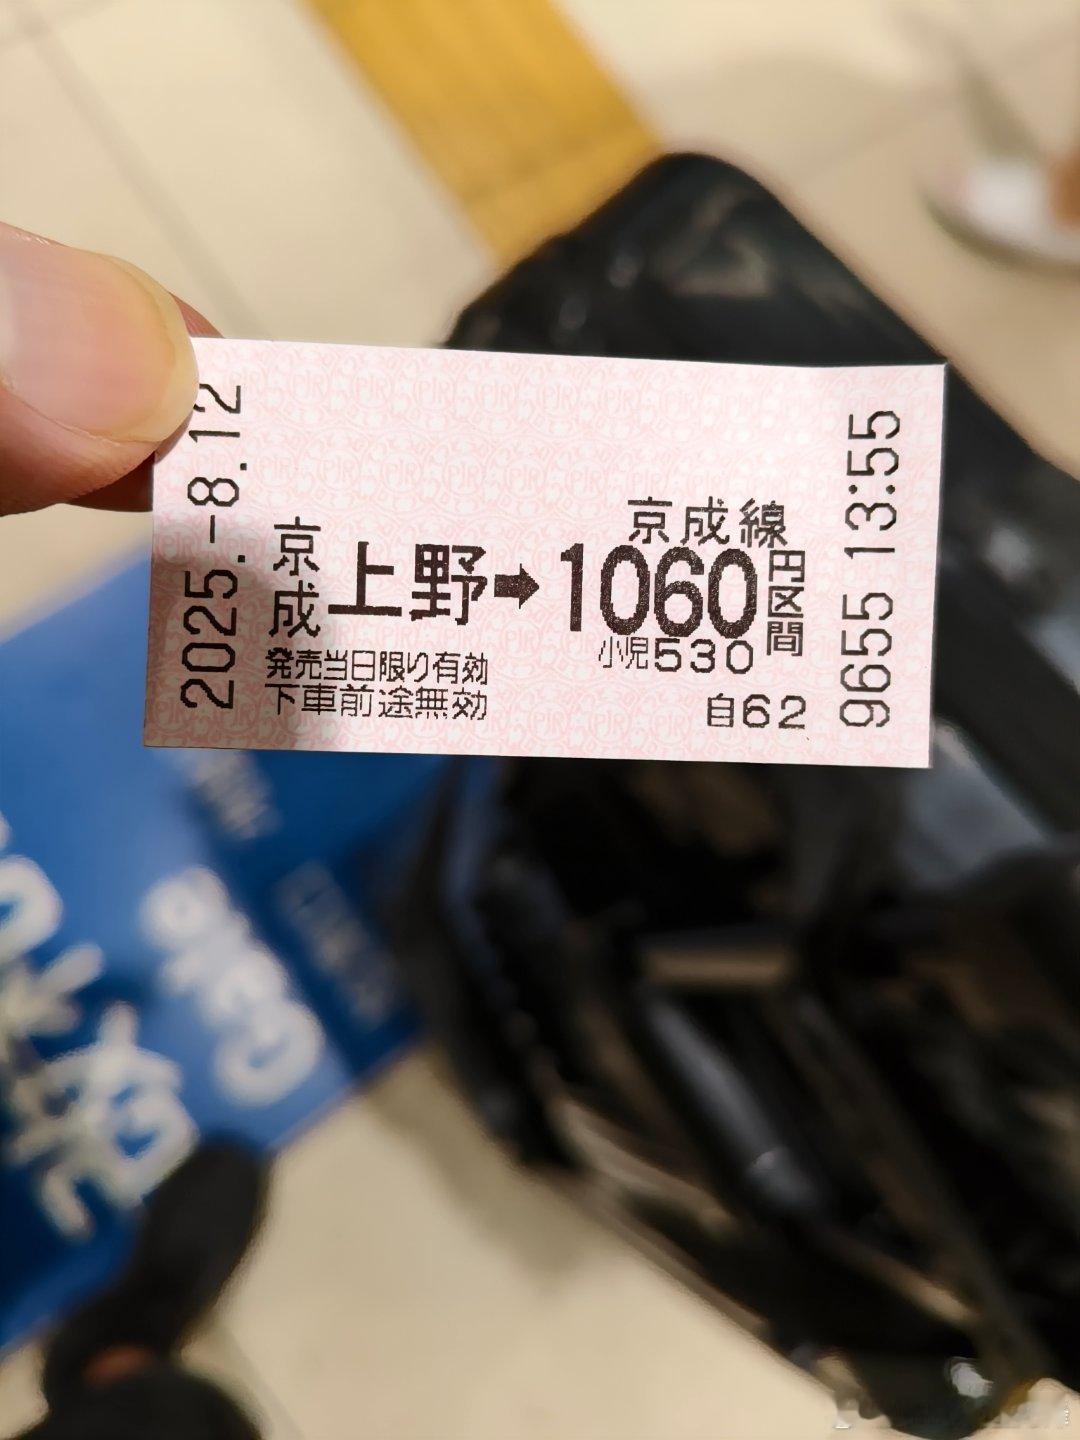 2025.-8.12
京成線
京成上野➡1060円区間
小児530
発売当日限り有効
下車前途無効
自62
9655 13:55